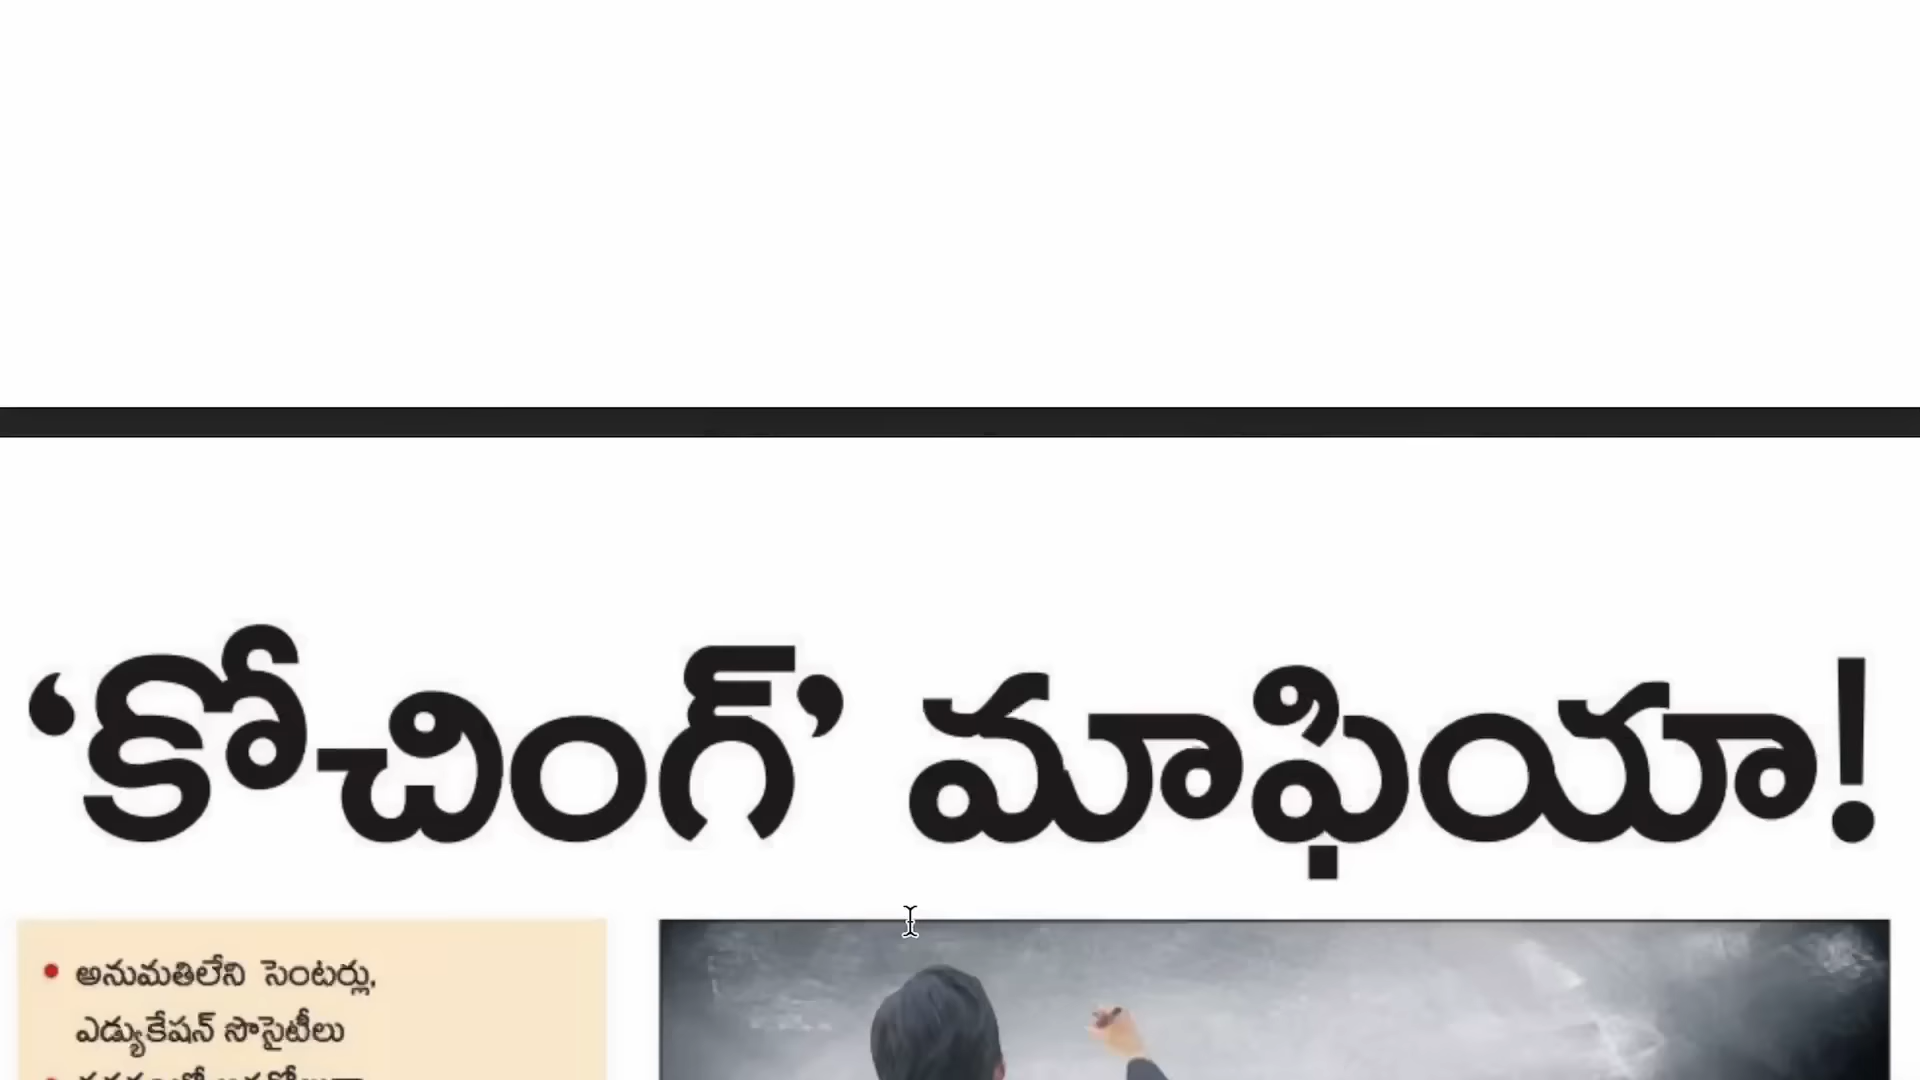 ‘కోచింగ్’ మాఫియా!
• అనుమతిలేని సెంటర్లు,
ఎడ్యుకేషన్ సొసైటీలు